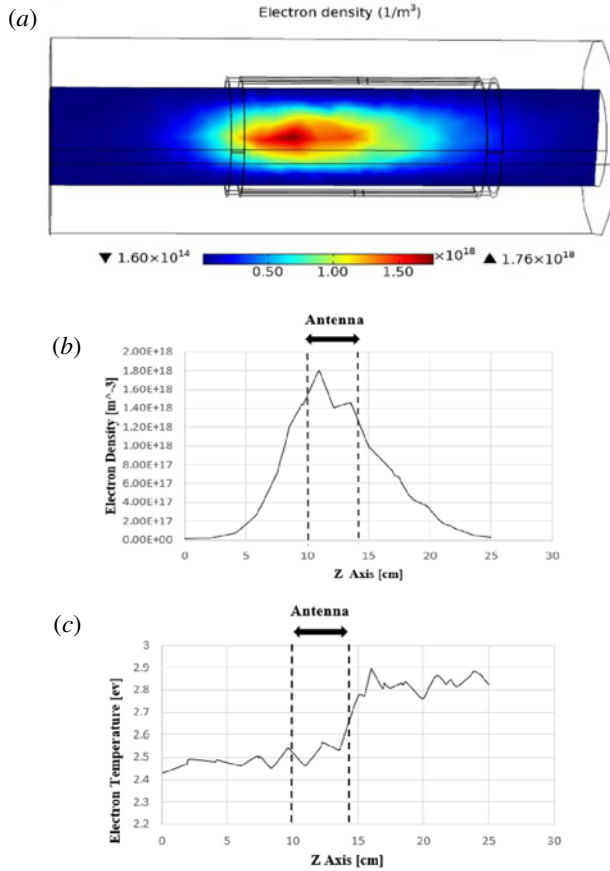 (a)
Electron density (1/m³)
▼ 1.60×10¹⁴
0.50 1.00 1.50
×10¹⁸
▲ 1.76×10¹⁸
(b)
Antenna
Electron Density [m^-3]
2.00E+18
1.80E+18
1.60E+18
1.40E+18
1.20E+18
1.00E+18
8.00E+17
6.00E+17
4.00E+17
2.00E+17
0.00E+00
0 5 10 15 20 25 30
Z Axis [cm]
(c)
Antenna
Electron Temperature [ev]
3
2.9
2.8
2.7
2.6
2.5
2.4
2.3
2.2
0 5 10 15 20 25 30
Z Axis [cm]